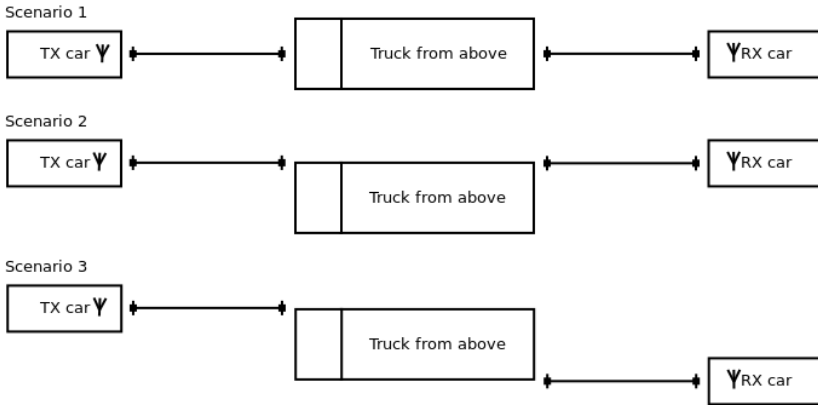 Scenario 1
TX car
Truck from above
RX car
Scenario 2
TX car
Truck from above
RX car
Scenario 3
TX car
Truck from above
RX car